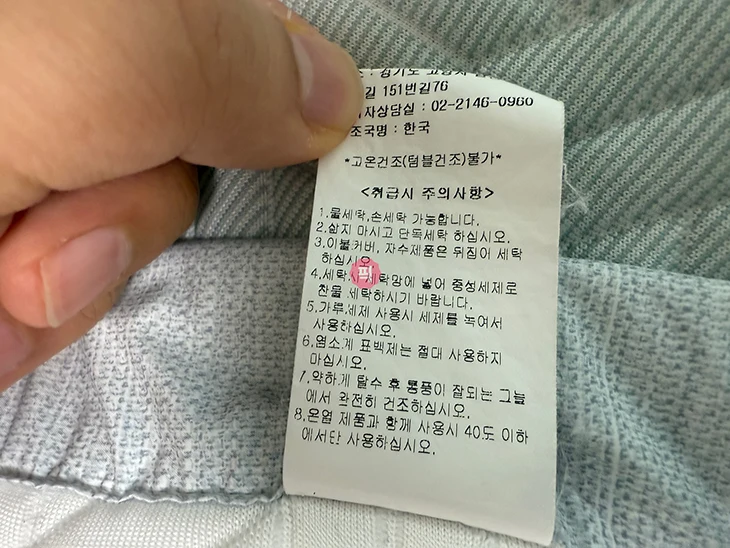 길 151번길76
자상담실 : 02-2146-0960
조국명 : 한국
*고온건조(텀블건조)불가*
<취급시 주의사항>
1.물세탁,손세탁 가능합니다.
2.삶지 마시고 단독세탁 하십시오.
3.이불커버, 자수제품은 뒤집이 세탁
하십시오
4.세탁 세탁망에 넣어 중성세제로
찬물 세탁하시기 바랍니다.
5.가루세제 사용시 세제를 녹여서
사용하십시오.
6.염소계 표백제는 절대 사용하지
마십시오.
7.약하게 탈수 후 통풍이 잘되는 그늘
에서 완전히 건조하십시오.
8.온열 제품과 함께 사용시 40도 이하
에서단 사용하십시오.
픽